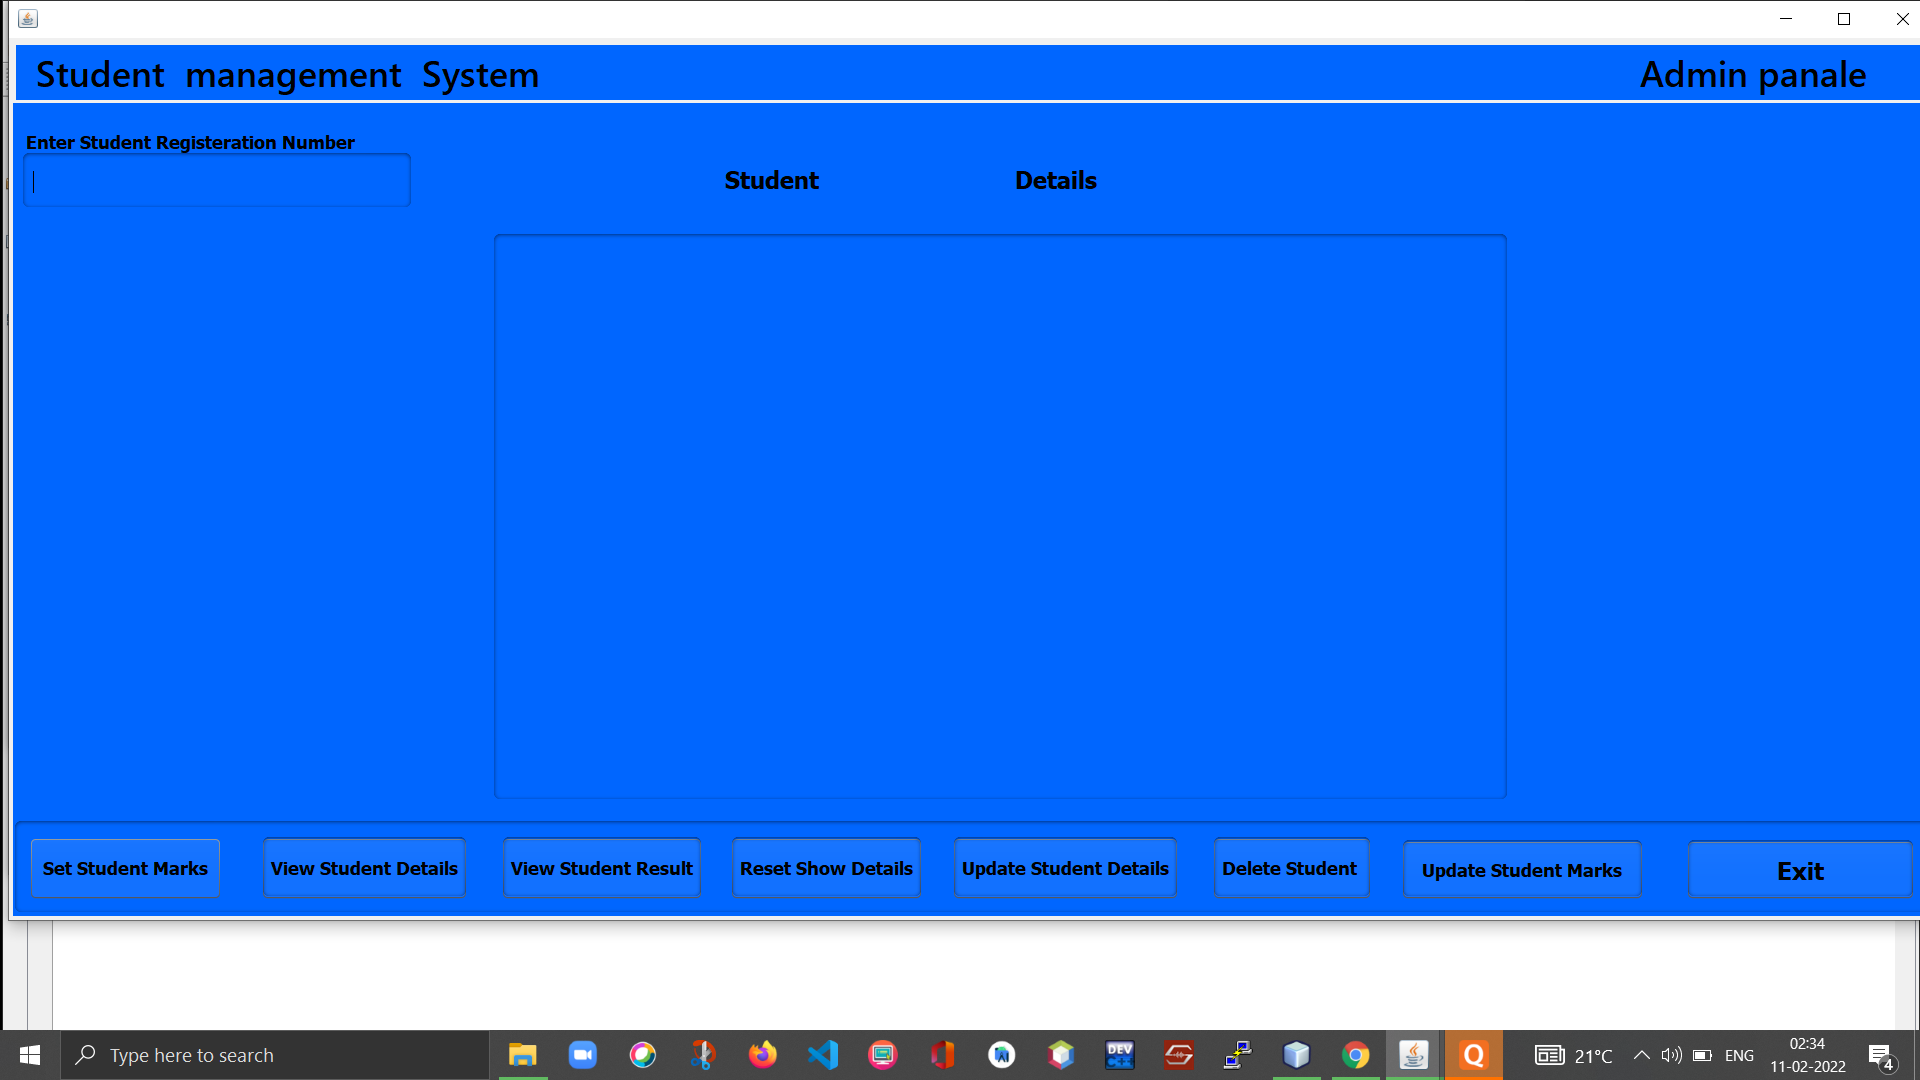 Student management System
Admin panale
Enter Student Registeration Number
Student Details
Set Student Marks
View Student Details
View Student Result
Reset Show Details
Update Student Details
Delete Student
Update Student Marks
Exit
Type here to search
DEV
C++
Q
21°C
ENG
02:34
11-02-2022
4